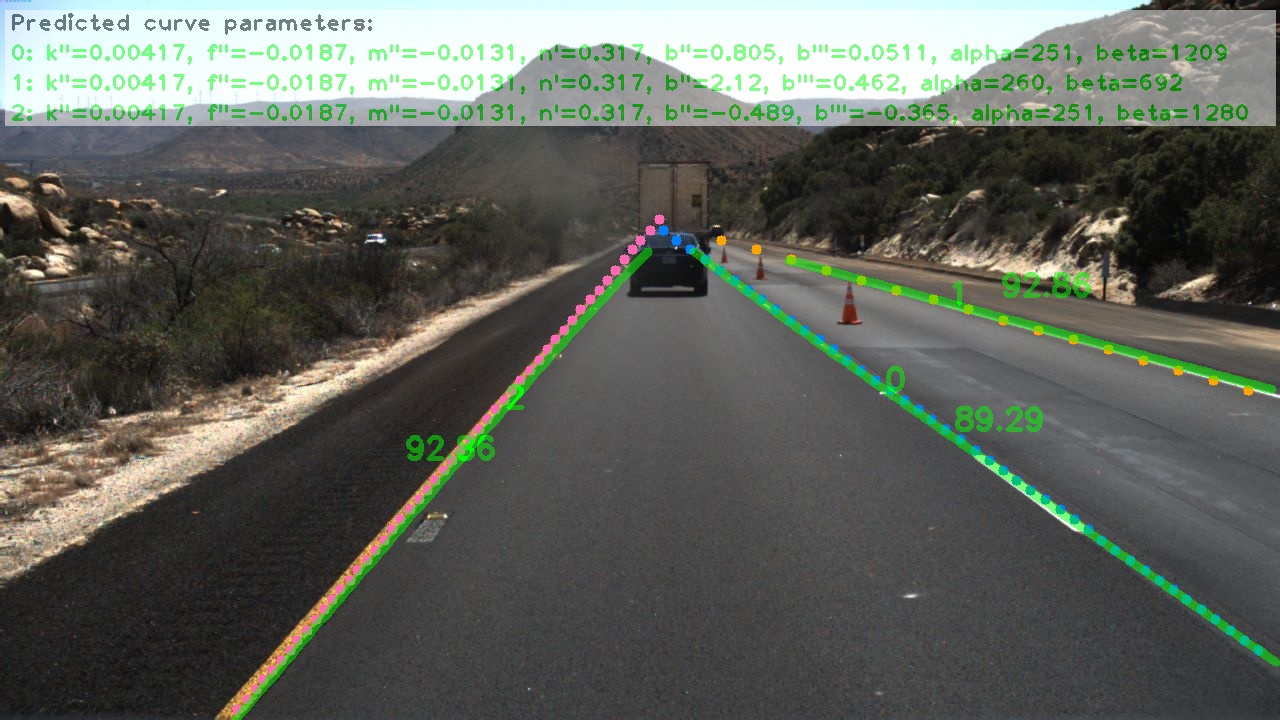 Predicted curve parameters:
0: k''=0.00417, f''=-0.0187, m''=-0.0131, n'=0.317, b''=0.805, b'''=0.0511, alpha=251, beta=1209
1: k''=0.00417, f''=-0.0187, m''=-0.0131, n'=0.317, b''=2.12, b'''=0.462, alpha=260, beta=692
2: k''=0.00417, f''=-0.0187, m''=-0.0131, n'=0.317, b''=-0.489, b'''=-0.365, alpha=251, beta=1280
1 92.86
0
2
89.29
92.86